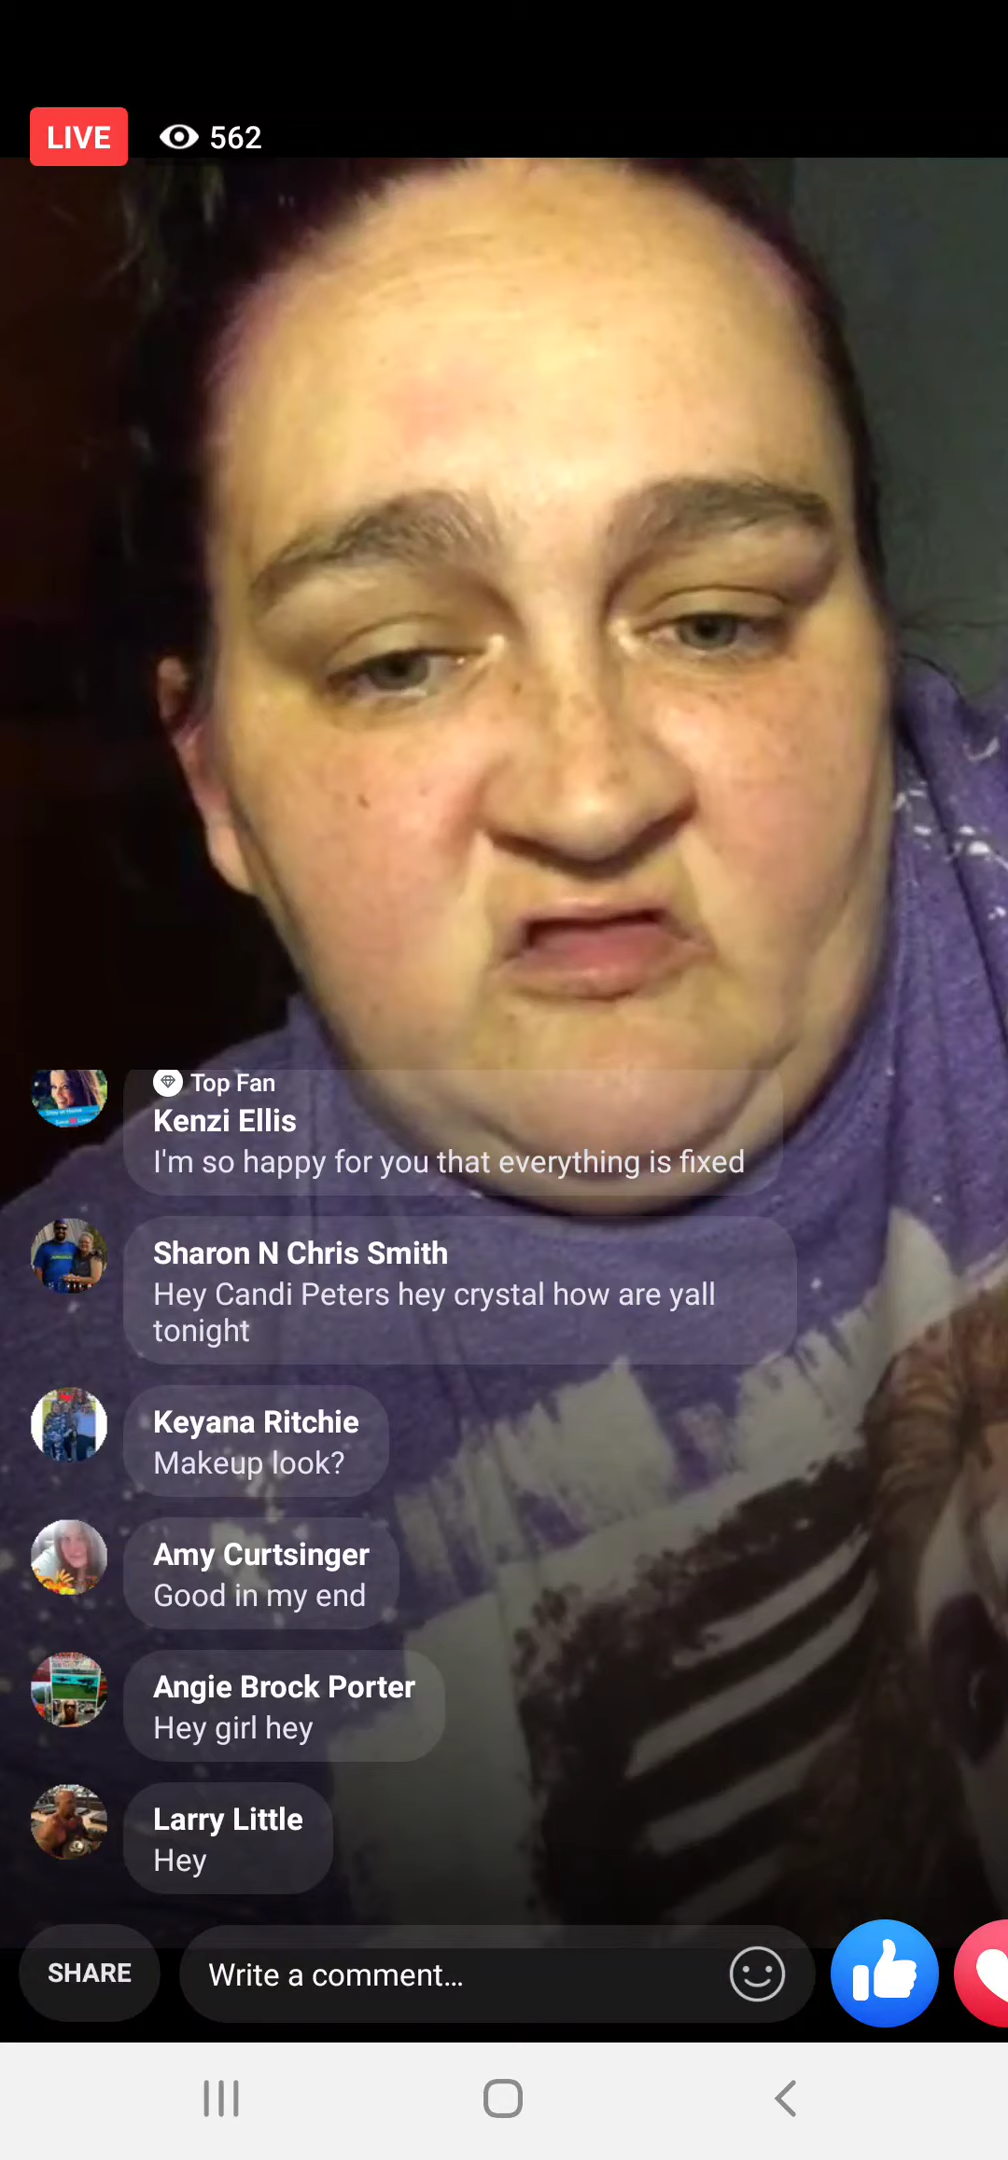 LIVE 562
Top Fan
Kenzi Ellis
I'm so happy for you that everything is fixed
Sharon N Chris Smith
Hey Candi Peters hey crystal how are yall
tonight
Keyana Ritchie
Makeup look?
Amy Curtsinger
Good in my end
Angie Brock Porter
Hey girl hey
Larry Little
Hey
SHARE Write a comment...